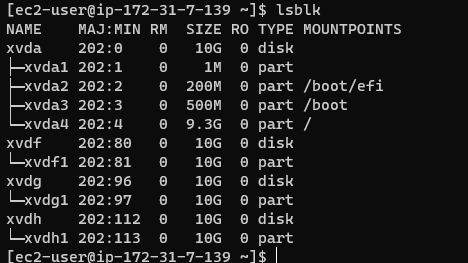 [ec2-user@ip-172-31-7-139 ~]$ lsblk
NAME    MAJ:MIN RM  SIZE RO TYPE MOUNTPOINTS
xvda    202:0    0   10G  0 disk
├─xvda1 202:1    0    1M  0 part
├─xvda2 202:2    0  200M  0 part /boot/efi
├─xvda3 202:3    0  500M  0 part /boot
└─xvda4 202:4    0  9.3G  0 part /
xvdf    202:80   0   10G  0 disk
└─xvdf1 202:81   0   10G  0 part
xvdg    202:96   0   10G  0 disk
└─xvdg1 202:97   0   10G  0 part
xvdh    202:112  0   10G  0 disk
└─xvdh1 202:113  0   10G  0 part
[ec2-user@ip-172-31-7-139 ~]$